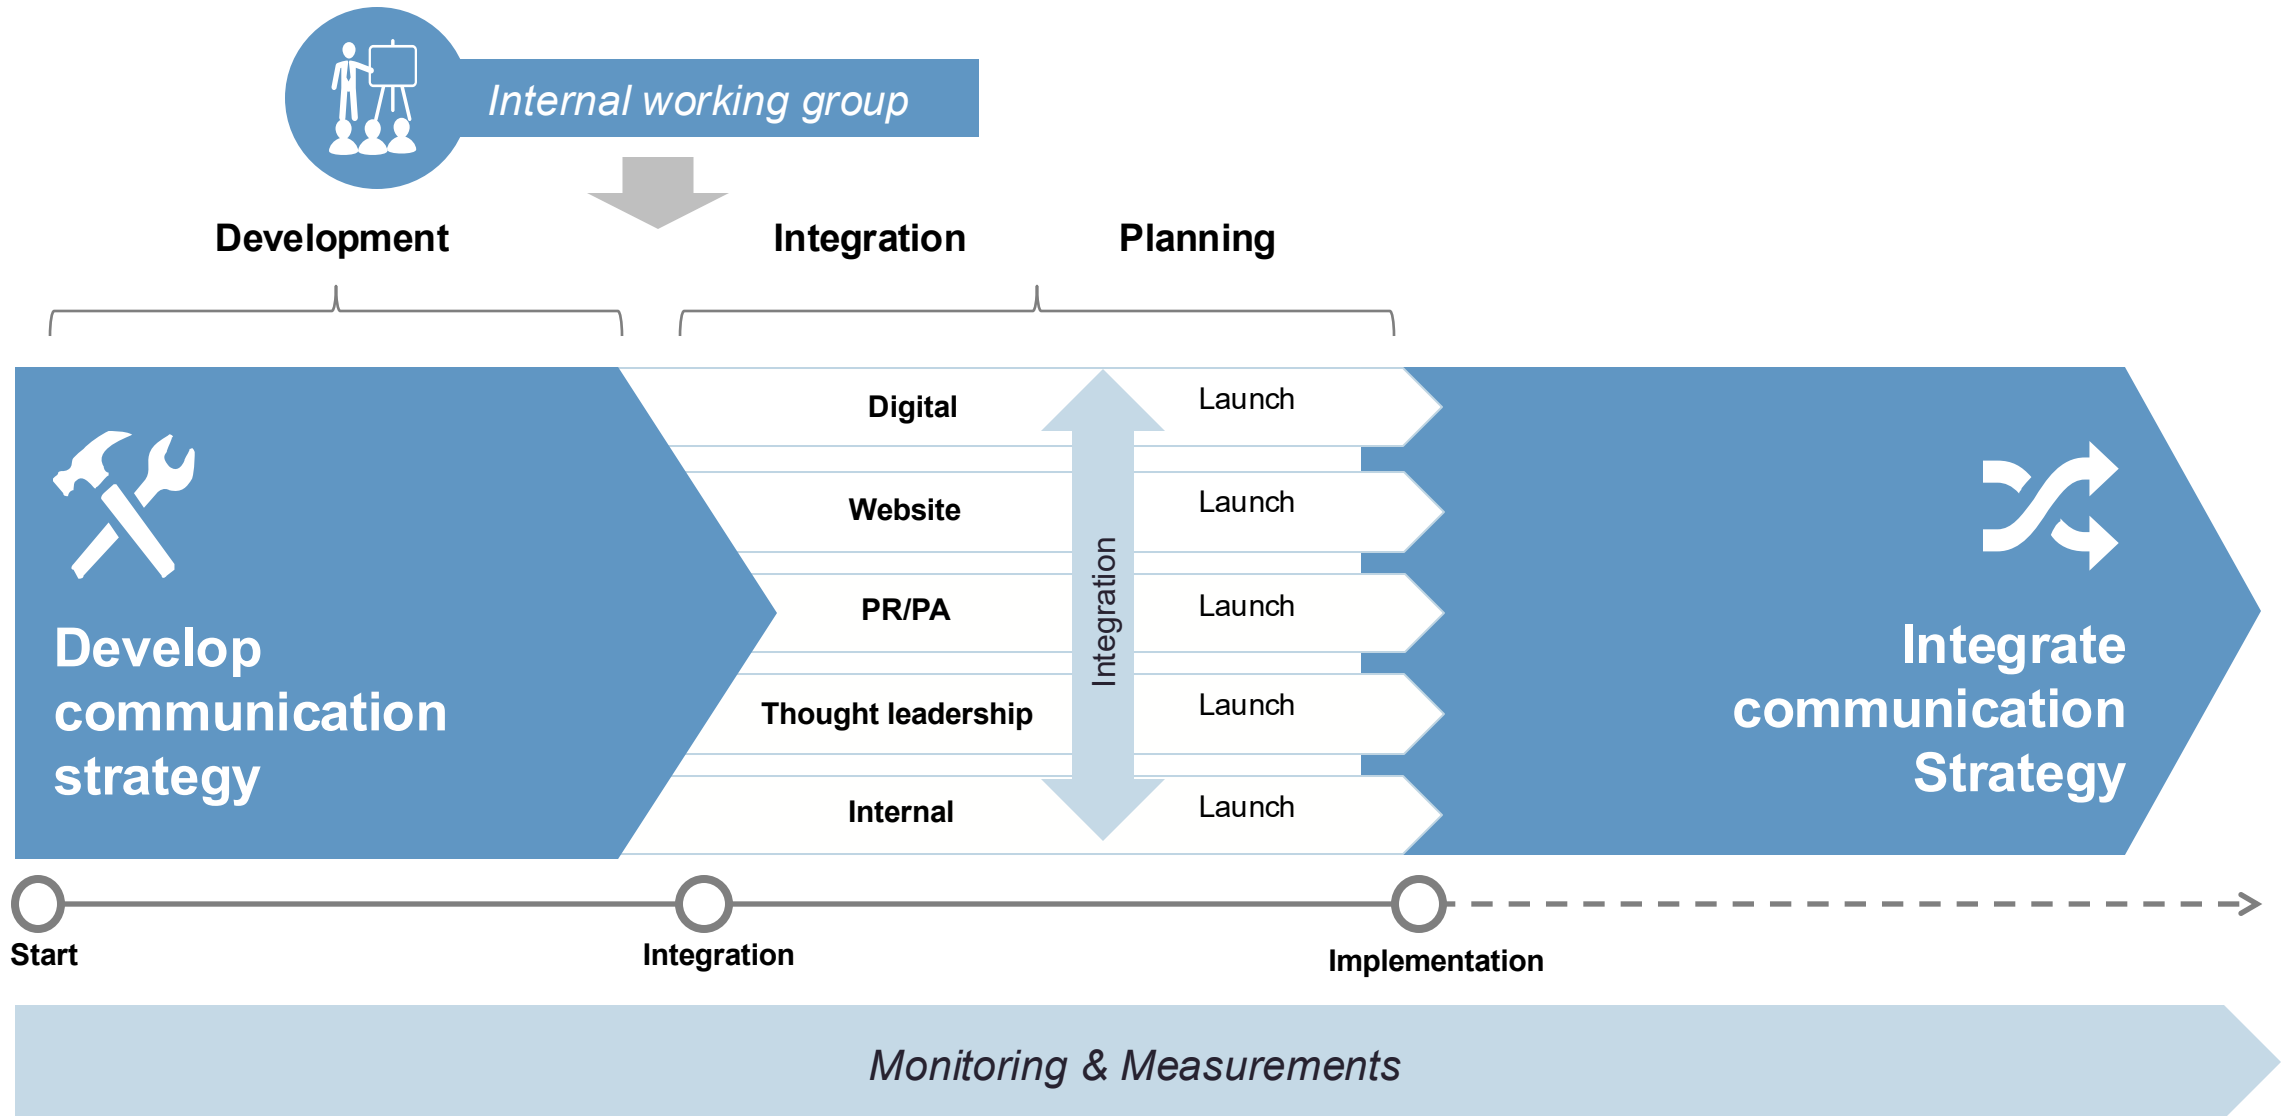 Internal working group
Development
Integration
Planning
Develop
communication
strategy
Digital
Launch
Website
Launch
PR/PA
Launch
Thought leadership
Launch
Internal
Launch
Integration
Integrate
communication
Strategy
Start
Integration
Implementation
Monitoring & Measurements